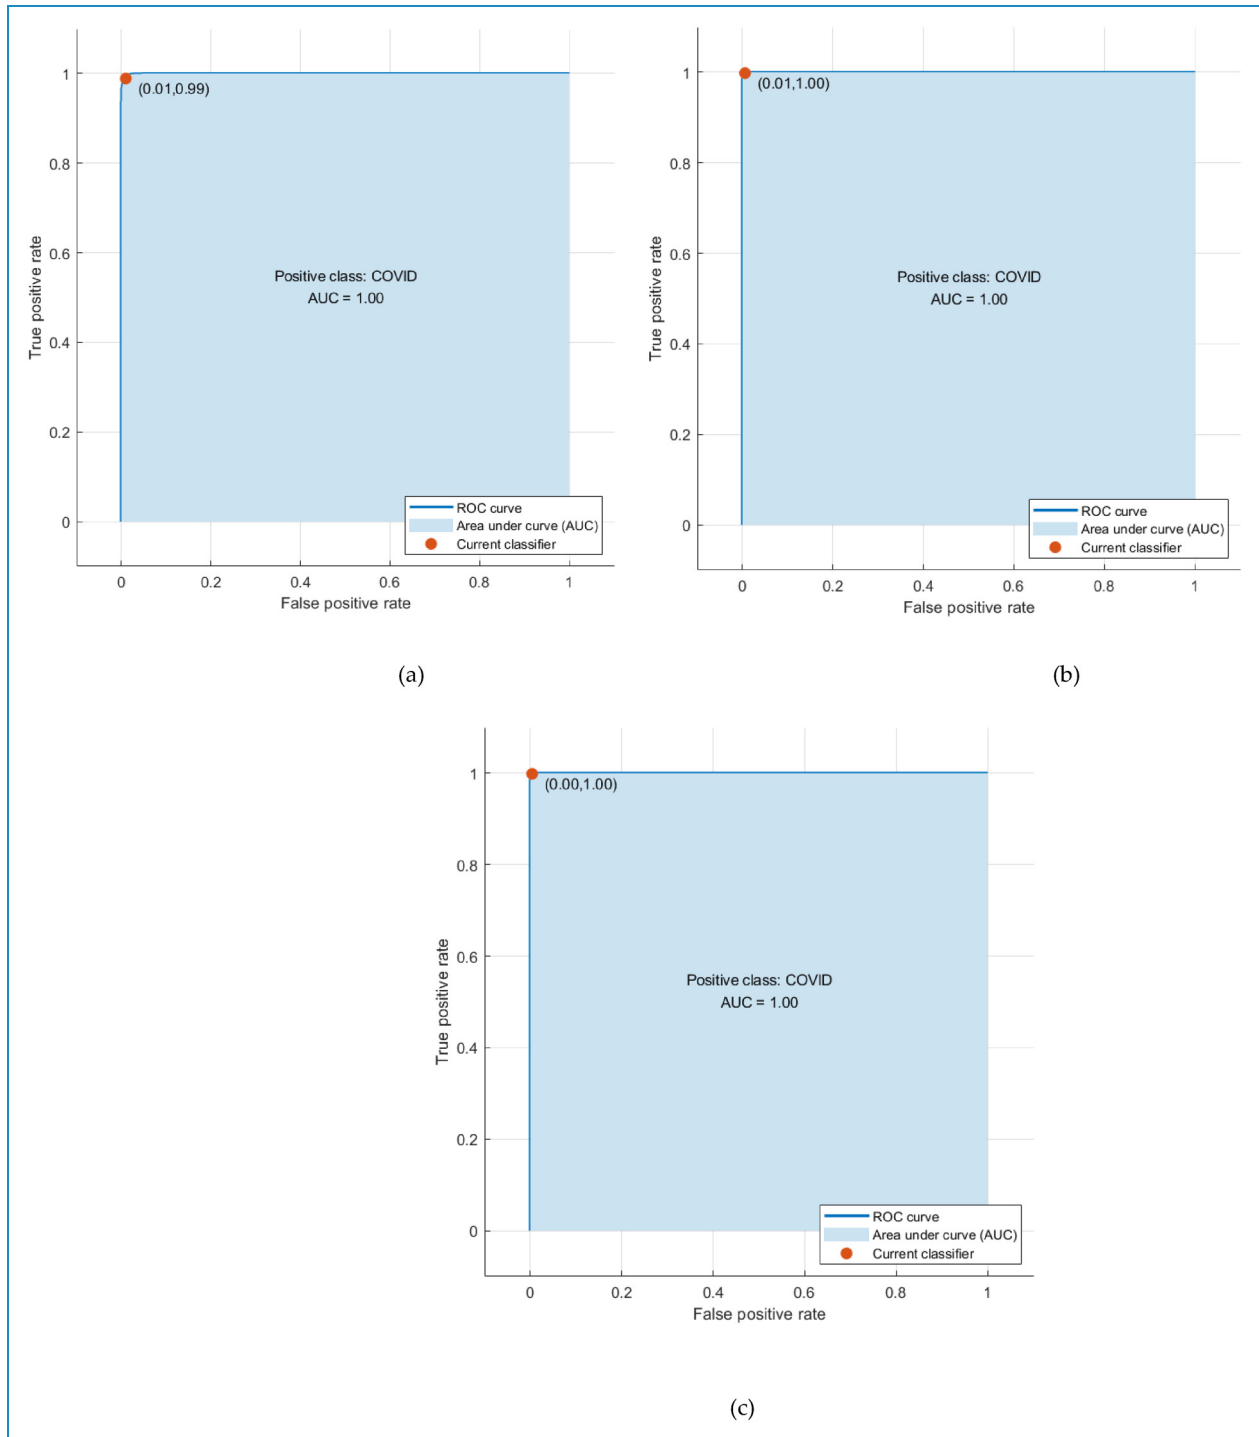 1
(0.01,0.99)
0.8
0.6
Positive class: COVID
AUC = 1.00
0.4
0.2
0
True positive rate
ROC curve
Area under curve (AUC)
Current classifier
0 0.2 0.4 0.6 0.8 1
False positive rate
(a)
1
(0.01,1.00)
0.8
0.6
Positive class: COVID
AUC = 1.00
0.4
0.2
0
True positive rate
ROC curve
Area under curve (AUC)
Current classifier
0 0.2 0.4 0.6 0.8 1
False positive rate
(b)
1
(0.00,1.00)
0.8
0.6
Positive class: COVID
AUC = 1.00
0.4
0.2
0
True positive rate
ROC curve
Area under curve (AUC)
Current classifier
0 0.2 0.4 0.6 0.8 1
False positive rate
(c)